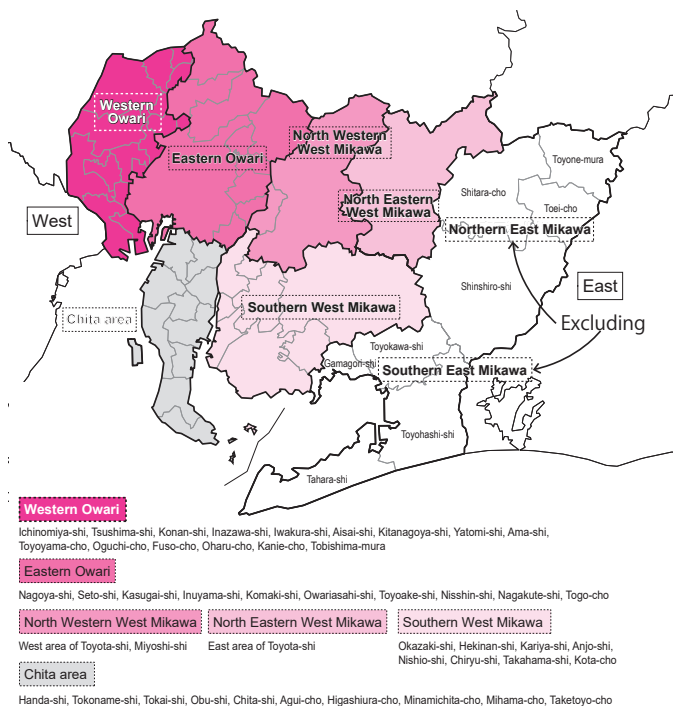 Western
Owari
Eastern Owari
North Western
West Mikawa
North Eastern
West Mikawa
Toyone-mura
Shitara-cho
Toei-cho
Northern East Mikawa
West
Shinshiro-shi
East
Southern West Mikawa
Chita area
Excluding
Toyokawa-shi
Gamagori-shi
Southern East Mikawa
Toyohashi-shi
Tahara-shi
Western Owari
Ichinomiya-shi, Tsushima-shi, Konan-shi, Inazawa-shi, Iwakura-shi, Aisai-shi, Kitanagoya-shi, Yatomi-shi, Ama-shi,
Toyoyama-cho, Oguchi-cho, Fuso-cho, Oharu-cho, Kanie-cho, Tobishima-mura
Eastern Owari
Nagoya-shi, Seto-shi, Kasugai-shi, Inuyama-shi, Komaki-shi, Owariasahi-shi, Toyoake-shi, Nisshin-shi, Nagakute-shi, Togo-cho
North Western West Mikawa
West area of Toyota-shi, Miyoshi-shi
North Eastern West Mikawa
East area of Toyota-shi
Southern West Mikawa
Okazaki-shi, Hekinan-shi, Kariya-shi, Anjo-shi,
Nishio-shi, Chiryu-shi, Takahama-shi, Kota-cho
Chita area
Handa-shi, Tokoname-shi, Tokai-shi, Obu-shi, Chita-shi, Agui-cho, Higashiura-cho, Minamichita-cho, Mihama-cho, Taketoyo-cho